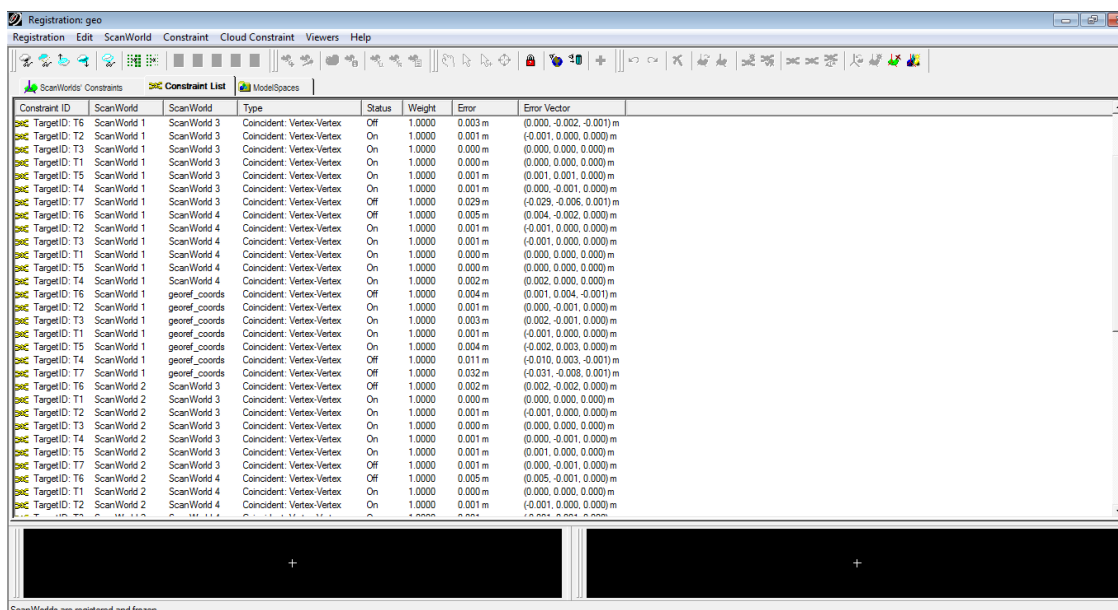 Registration: geo
Registration Edit ScanWorld Constraint Cloud Constraint Viewers Help
ScanWorlds' Constraints Constraint List ModelSpaces
Constraint ID ScanWorld ScanWorld Type Status Weight Error Error Vector
TargetID: T6 ScanWorld 1 ScanWorld 3 Coincident: Vertex-Vertex Off 1.0000 0.003 m (0.000, -0.002, -0.001) m
TargetID: T2 ScanWorld 1 ScanWorld 3 Coincident: Vertex-Vertex On 1.0000 0.001 m (-0.001, 0.000, 0.000) m
TargetID: T3 ScanWorld 1 ScanWorld 3 Coincident: Vertex-Vertex On 1.0000 0.000 m (0.000, 0.000, 0.000) m
TargetID: T1 ScanWorld 1 ScanWorld 3 Coincident: Vertex-Vertex On 1.0000 0.000 m (0.000, 0.000, 0.000) m
TargetID: T5 ScanWorld 1 ScanWorld 3 Coincident: Vertex-Vertex On 1.0000 0.001 m (0.001, 0.001, 0.000) m
TargetID: T4 ScanWorld 1 ScanWorld 3 Coincident: Vertex-Vertex On 1.0000 0.001 m (0.000, -0.001, 0.000) m
TargetID: T7 ScanWorld 1 ScanWorld 3 Coincident: Vertex-Vertex Off 1.0000 0.029 m (-0.029, -0.006, 0.001) m
TargetID: T6 ScanWorld 1 ScanWorld 4 Coincident: Vertex-Vertex Off 1.0000 0.005 m (0.004, -0.002, 0.000) m
TargetID: T2 ScanWorld 1 ScanWorld 4 Coincident: Vertex-Vertex On 1.0000 0.001 m (-0.001, 0.000, 0.000) m
TargetID: T3 ScanWorld 1 ScanWorld 4 Coincident: Vertex-Vertex On 1.0000 0.001 m (-0.001, 0.000, 0.000) m
TargetID: T1 ScanWorld 1 ScanWorld 4 Coincident: Vertex-Vertex On 1.0000 0.000 m (0.000, 0.000, 0.000) m
TargetID: T5 ScanWorld 1 ScanWorld 4 Coincident: Vertex-Vertex On 1.0000 0.000 m (0.000, 0.000, 0.000) m
TargetID: T4 ScanWorld 1 ScanWorld 4 Coincident: Vertex-Vertex On 1.0000 0.002 m (0.002, 0.000, 0.000) m
TargetID: T6 ScanWorld 1 georef_coords Coincident: Vertex-Vertex Off 1.0000 0.004 m (0.001, 0.004, -0.001) m
TargetID: T2 ScanWorld 1 georef_coords Coincident: Vertex-Vertex On 1.0000 0.001 m (0.000, -0.001, 0.000) m
TargetID: T3 ScanWorld 1 georef_coords Coincident: Vertex-Vertex On 1.0000 0.003 m (0.002, -0.001, 0.000) m
TargetID: T1 ScanWorld 1 georef_coords Coincident: Vertex-Vertex On 1.0000 0.001 m (-0.001, 0.000, 0.000) m
TargetID: T5 ScanWorld 1 georef_coords Coincident: Vertex-Vertex On 1.0000 0.004 m (-0.002, 0.003, 0.000) m
TargetID: T4 ScanWorld 1 georef_coords Coincident: Vertex-Vertex Off 1.0000 0.011 m (-0.010, 0.003, -0.001) m
TargetID: T7 ScanWorld 1 georef_coords Coincident: Vertex-Vertex Off 1.0000 0.032 m (-0.031, -0.008, 0.001) m
TargetID: T6 ScanWorld 2 ScanWorld 3 Coincident: Vertex-Vertex Off 1.0000 0.002 m (0.002, -0.002, 0.000) m
TargetID: T1 ScanWorld 2 ScanWorld 3 Coincident: Vertex-Vertex On 1.0000 0.000 m (0.000, 0.000, 0.000) m
TargetID: T2 ScanWorld 2 ScanWorld 3 Coincident: Vertex-Vertex On 1.0000 0.001 m (-0.001, 0.000, 0.000) m
TargetID: T3 ScanWorld 2 ScanWorld 3 Coincident: Vertex-Vertex On 1.0000 0.000 m (0.000, 0.000, 0.000) m
TargetID: T4 ScanWorld 2 ScanWorld 3 Coincident: Vertex-Vertex On 1.0000 0.001 m (0.000, -0.001, 0.000) m
TargetID: T5 ScanWorld 2 ScanWorld 3 Coincident: Vertex-Vertex On 1.0000 0.001 m (0.001, 0.000, 0.000) m
TargetID: T7 ScanWorld 2 ScanWorld 3 Coincident: Vertex-Vertex Off 1.0000 0.001 m (0.000, -0.001, 0.000) m
TargetID: T6 ScanWorld 2 ScanWorld 4 Coincident: Vertex-Vertex Off 1.0000 0.005 m (0.005, -0.001, 0.000) m
TargetID: T1 ScanWorld 2 ScanWorld 4 Coincident: Vertex-Vertex On 1.0000 0.000 m (0.000, 0.000, 0.000) m
TargetID: T2 ScanWorld 2 ScanWorld 4 Coincident: Vertex-Vertex On 1.0000 0.001 m (-0.001, 0.000, 0.000) m
ScanWorlds are registered and frozen